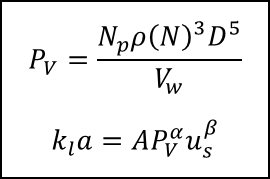 P_V = N_p ρ(N)^3 D^5 / V_w
k_l a = A P_V^α u_s^β